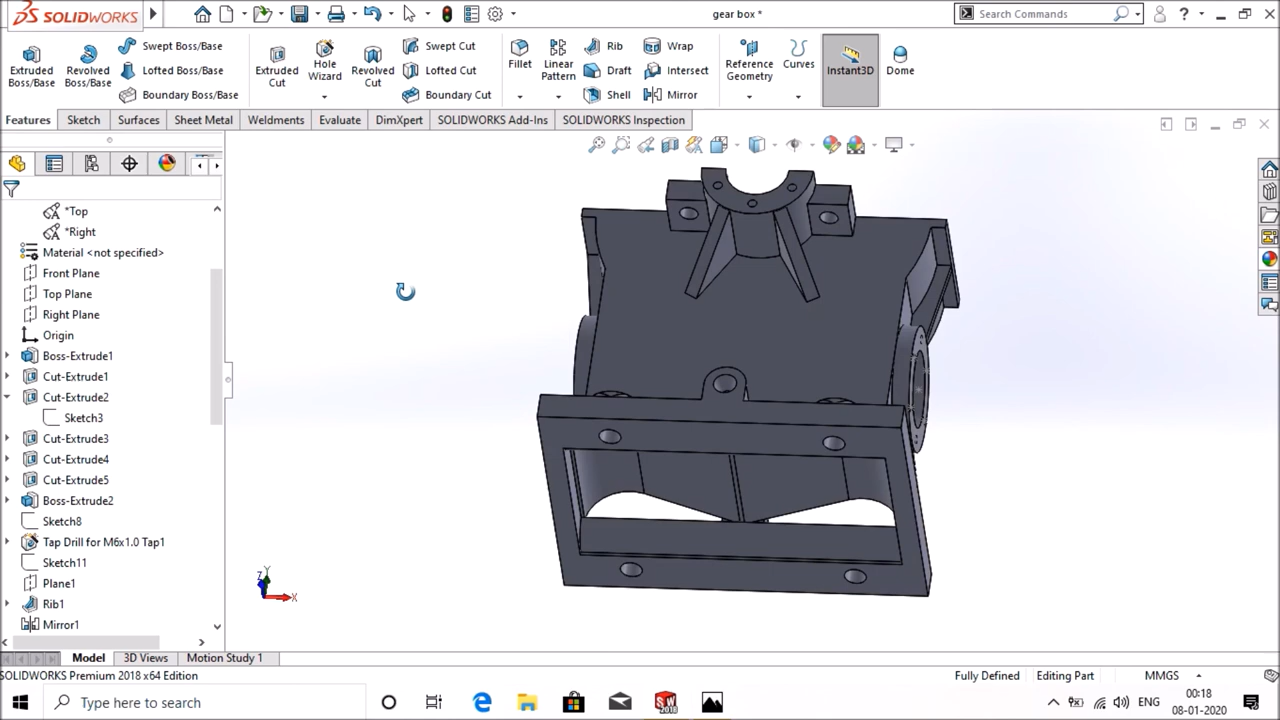 SOLIDWORKS
gear box *
Search Commands
?
Extruded Boss/Base
Revolved Boss/Base
Swept Boss/Base
Lofted Boss/Base
Boundary Boss/Base
Extruded Cut
Hole Wizard
Revolved Cut
Swept Cut
Lofted Cut
Boundary Cut
Fillet
Linear Pattern
Rib
Draft
Shell
Wrap
Intersect
Mirror
Reference Geometry
Curves
Instant3D
Dome
Features
Sketch
Surfaces
Sheet Metal
Weldments
Evaluate
DimXpert
SOLIDWORKS Add-Ins
SOLIDWORKS Inspection
*Top
*Right
Material <not specified>
Front Plane
Top Plane
Right Plane
Origin
Boss-Extrude1
Cut-Extrude1
Cut-Extrude2
Sketch3
Cut-Extrude3
Cut-Extrude4
Cut-Extrude5
Boss-Extrude2
Sketch8
Tap Drill for M6x1.0 Tap1
Sketch11
Plane1
Rib1
Mirror1
Y
Z
X
Model
3D Views
Motion Study 1
SOLIDWORKS Premium 2018 x64 Edition
Fully Defined
Editing Part
MMGS
Type here to search
SW
2018
ENG
00:18
08-01-2020